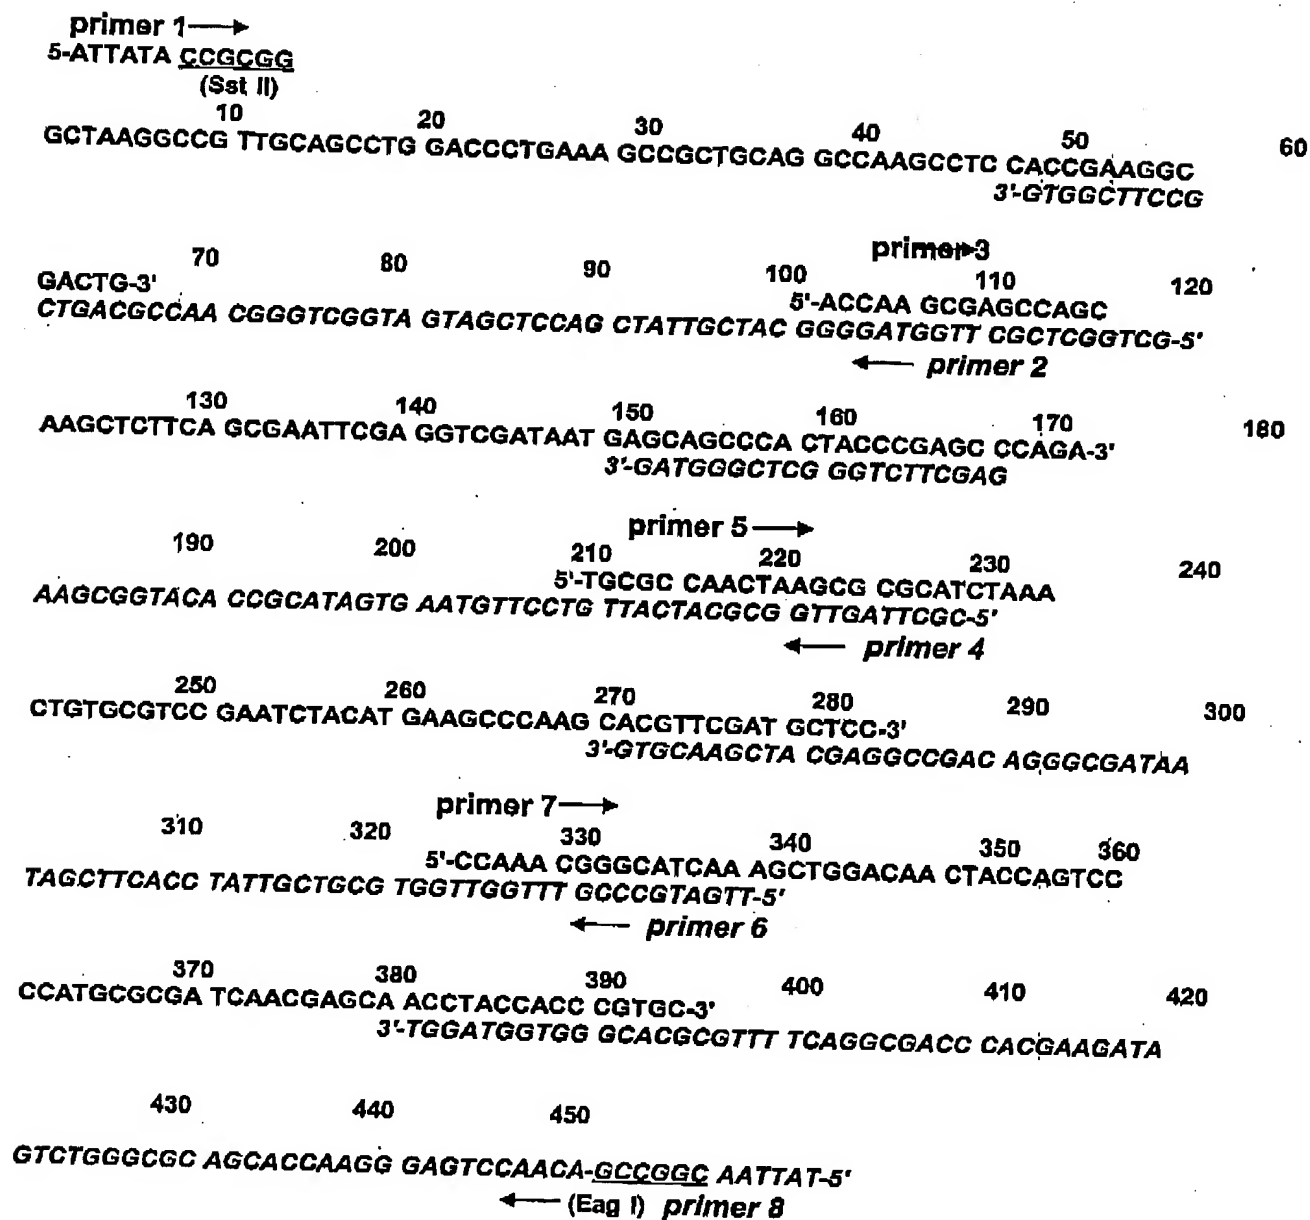 primer 1
5-ATTATA CCGCGG
(Sst II)
10 20 30 40 50 60
GCTAAGGCCG TTGCAGCCTG GACCCTGAAA GCCGCTGCAG GCCAAGCCTC CACCGAAGGC
3'-GTGGCTTCCG
primer 3
70 80 90 100 110 120
GACTG-3' 5'-ACCAA GCGAGCCAGC
CTGACGCCAA CGGGTCGGTA GTAGCTCCAG CTATTGCTAC GGGGATGGTT CGCTCGGTCG-5'
primer 2
130 140 150 160 170 180
AAGCTCTTCA GCGAATTCGA GGTCGATAAT GAGCAGCCCA CTACCCGAGC CCAGA-3'
3'-GATGGGCTCG GGTCTTCGAG
primer 5
190 200 210 220 230 240
5'-TGCGC CAACTAAGCG CGCATCTAAA
AAGCGGTACA CCGCATAGTG AATGTTCCTG TTACTACGCG GTTGATTCGC-5'
primer 4
250 260 270 280 290 300
CTGTGCGTCC GAATCTACAT GAAGCCCAAG CACGTTCGAT GCTCC-3'
3'-GTGCAAGCTA CGAGGCCGAC AGGGCGATAA
primer 7
310 320 330 340 350 360
5'-CCAAA CGGGCATCAA AGCTGGACAA CTACCAGTCC
TAGCTTCACC TATTGCTGCG TGGTTGGTTT GCCCGTAGTT-5'
primer 6
370 380 390 400 410 420
CCATGCGCGA TCAACGAGCA ACCTACCACC CGTGC-3'
3'-TGGATGGTGG GCACGCGTTT TCAGGCGACC CACGAAGATA
430 440 450
GTCTGGGCGC AGCACCAAGG GAGTCCAACA-GCCGGC AATTAT-5'
(Eag I) primer 8